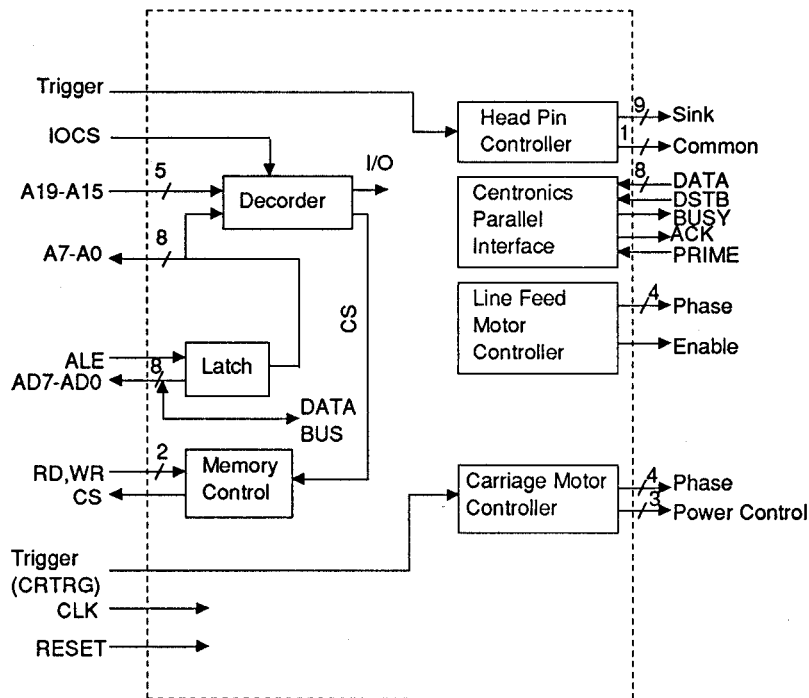 Trigger
IOCS
A19-A15
5
A7-A0
8
Decorder
I/O
CS
ALE
AD7-AD0
8
Latch
DATA
BUS
RD,WR
2
CS
Memory
Control
Trigger
(CRTRG)
CLK
RESET
Head Pin
Controller
9
Sink
1
Common
Centronics
Parallel
Interface
8
DATA
DSTB
BUSY
ACK
PRIME
Line Feed
Motor
Controller
4
Phase
Enable
Carriage Motor
Controller
4
Phase
3
Power Control